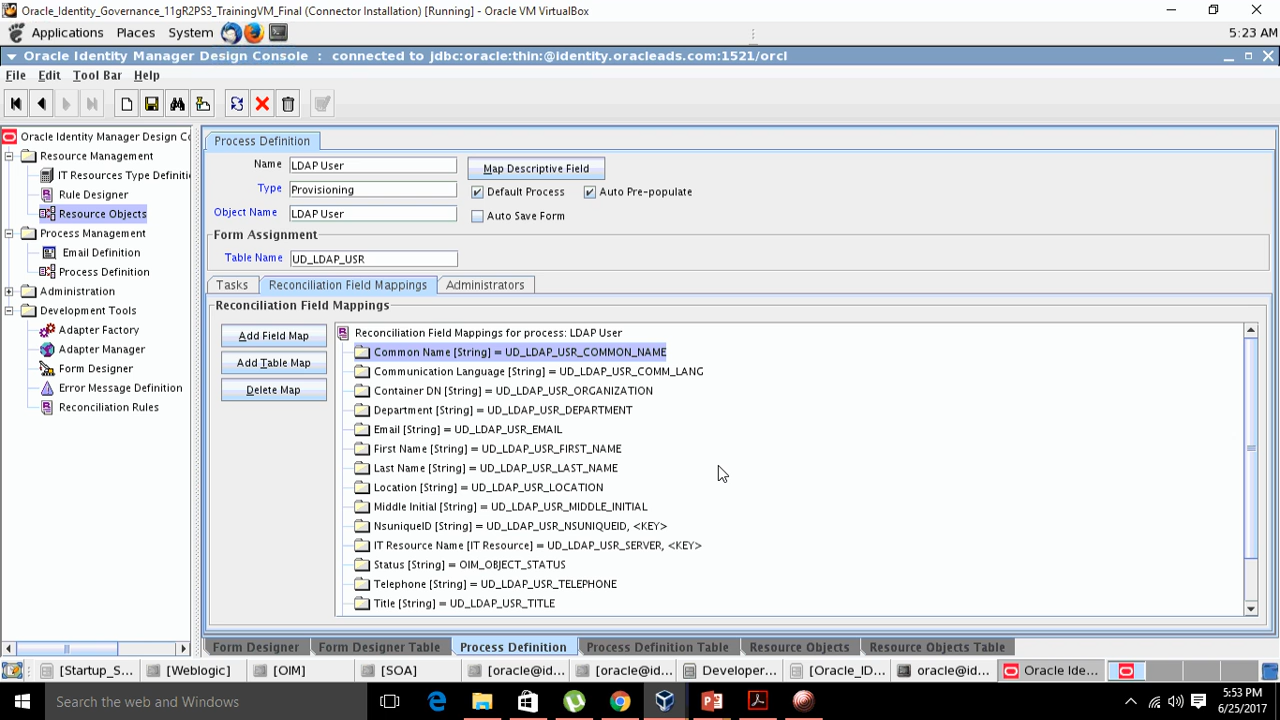 Oracle_Identity_Governance_11gR2PS3_TrainingVM_Final (Connector Installation) [Running] - Oracle VM VirtualBox
Applications Places System 5:23 AM
Oracle Identity Manager Design Console : connected to jdbc:oracle:thin:@identity.oracleads.com:1521/orcl
File Edit Tool Bar Help
Oracle Identity Manager Design Co
Resource Management
IT Resources Type Definiti
Rule Designer
Resource Objects
Process Management
Email Definition
Process Definition
Administration
Development Tools
Adapter Factory
Adapter Manager
Form Designer
Error Message Definition
Reconciliation Rules
Process Definition
Name LDAP User Map Descriptive Field
Type Provisioning Default Process Auto Pre-populate
Object Name LDAP User Auto Save Form
Form Assignment
Table Name UD_LDAP_USR
Tasks Reconciliation Field Mappings Administrators
Reconciliation Field Mappings
Add Field Map
Add Table Map
Delete Map
Reconciliation Field Mappings for process: LDAP User
Common Name [String] = UD_LDAP_USR_COMMON_NAME
Communication Language [String] = UD_LDAP_USR_COMM_LANG
Container DN [String] = UD_LDAP_USR_ORGANIZATION
Department [String] = UD_LDAP_USR_DEPARTMENT
Email [String] = UD_LDAP_USR_EMAIL
First Name [String] = UD_LDAP_USR_FIRST_NAME
Last Name [String] = UD_LDAP_USR_LAST_NAME
Location [String] = UD_LDAP_USR_LOCATION
Middle Initial [String] = UD_LDAP_USR_MIDDLE_INITIAL
NsuniqueID [String] = UD_LDAP_USR_NSUNIQUEID, <KEY>
IT Resource Name [IT Resource] = UD_LDAP_USR_SERVER, <KEY>
Status [String] = OIM_OBJECT_STATUS
Telephone [String] = UD_LDAP_USR_TELEPHONE
Title [String] = UD_LDAP_USR_TITLE
Form Designer Form Designer Table Process Definition Process Definition Table Resource Objects Resource Objects Table
[Startup_S... [Weblogic] [OIM] [SOA] [oracle@id... [oracle@id... Developer... [Oracle_ID... oracle@id... Oracle Ide...
Search the web and Windows
5:53 PM
6/25/2017